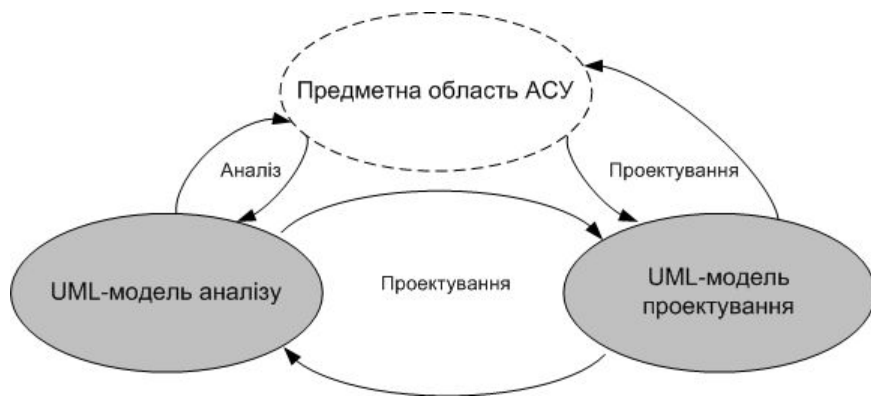 Предметна область АСУ
Аналіз
Проектування
UML-модель аналізу
Проектування
UML-модель
проектування